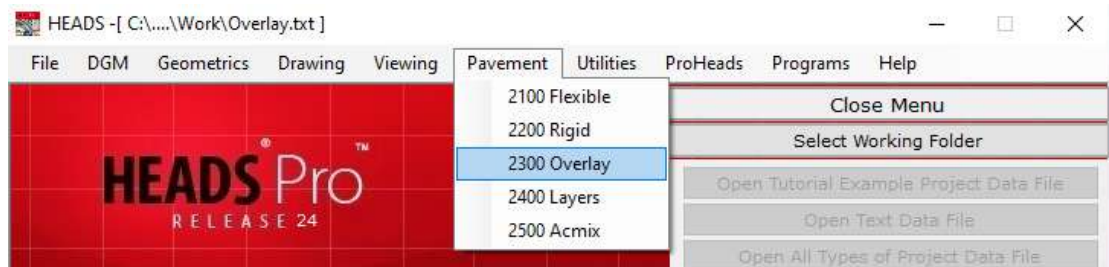 HEADS -[ C:\....\Work\Overlay.txt ]
File DGM Geometrics Drawing Viewing Pavement Utilities ProHeads Programs Help
2100 Flexible
2200 Rigid
2300 Overlay
2400 Layers
2500 Acmix
HEADS® Pro™
RELEASE 24
Close Menu
Select Working Folder
Open Tutorial Example Project Data File
Open Text Data File
Open All Types of Project Data File